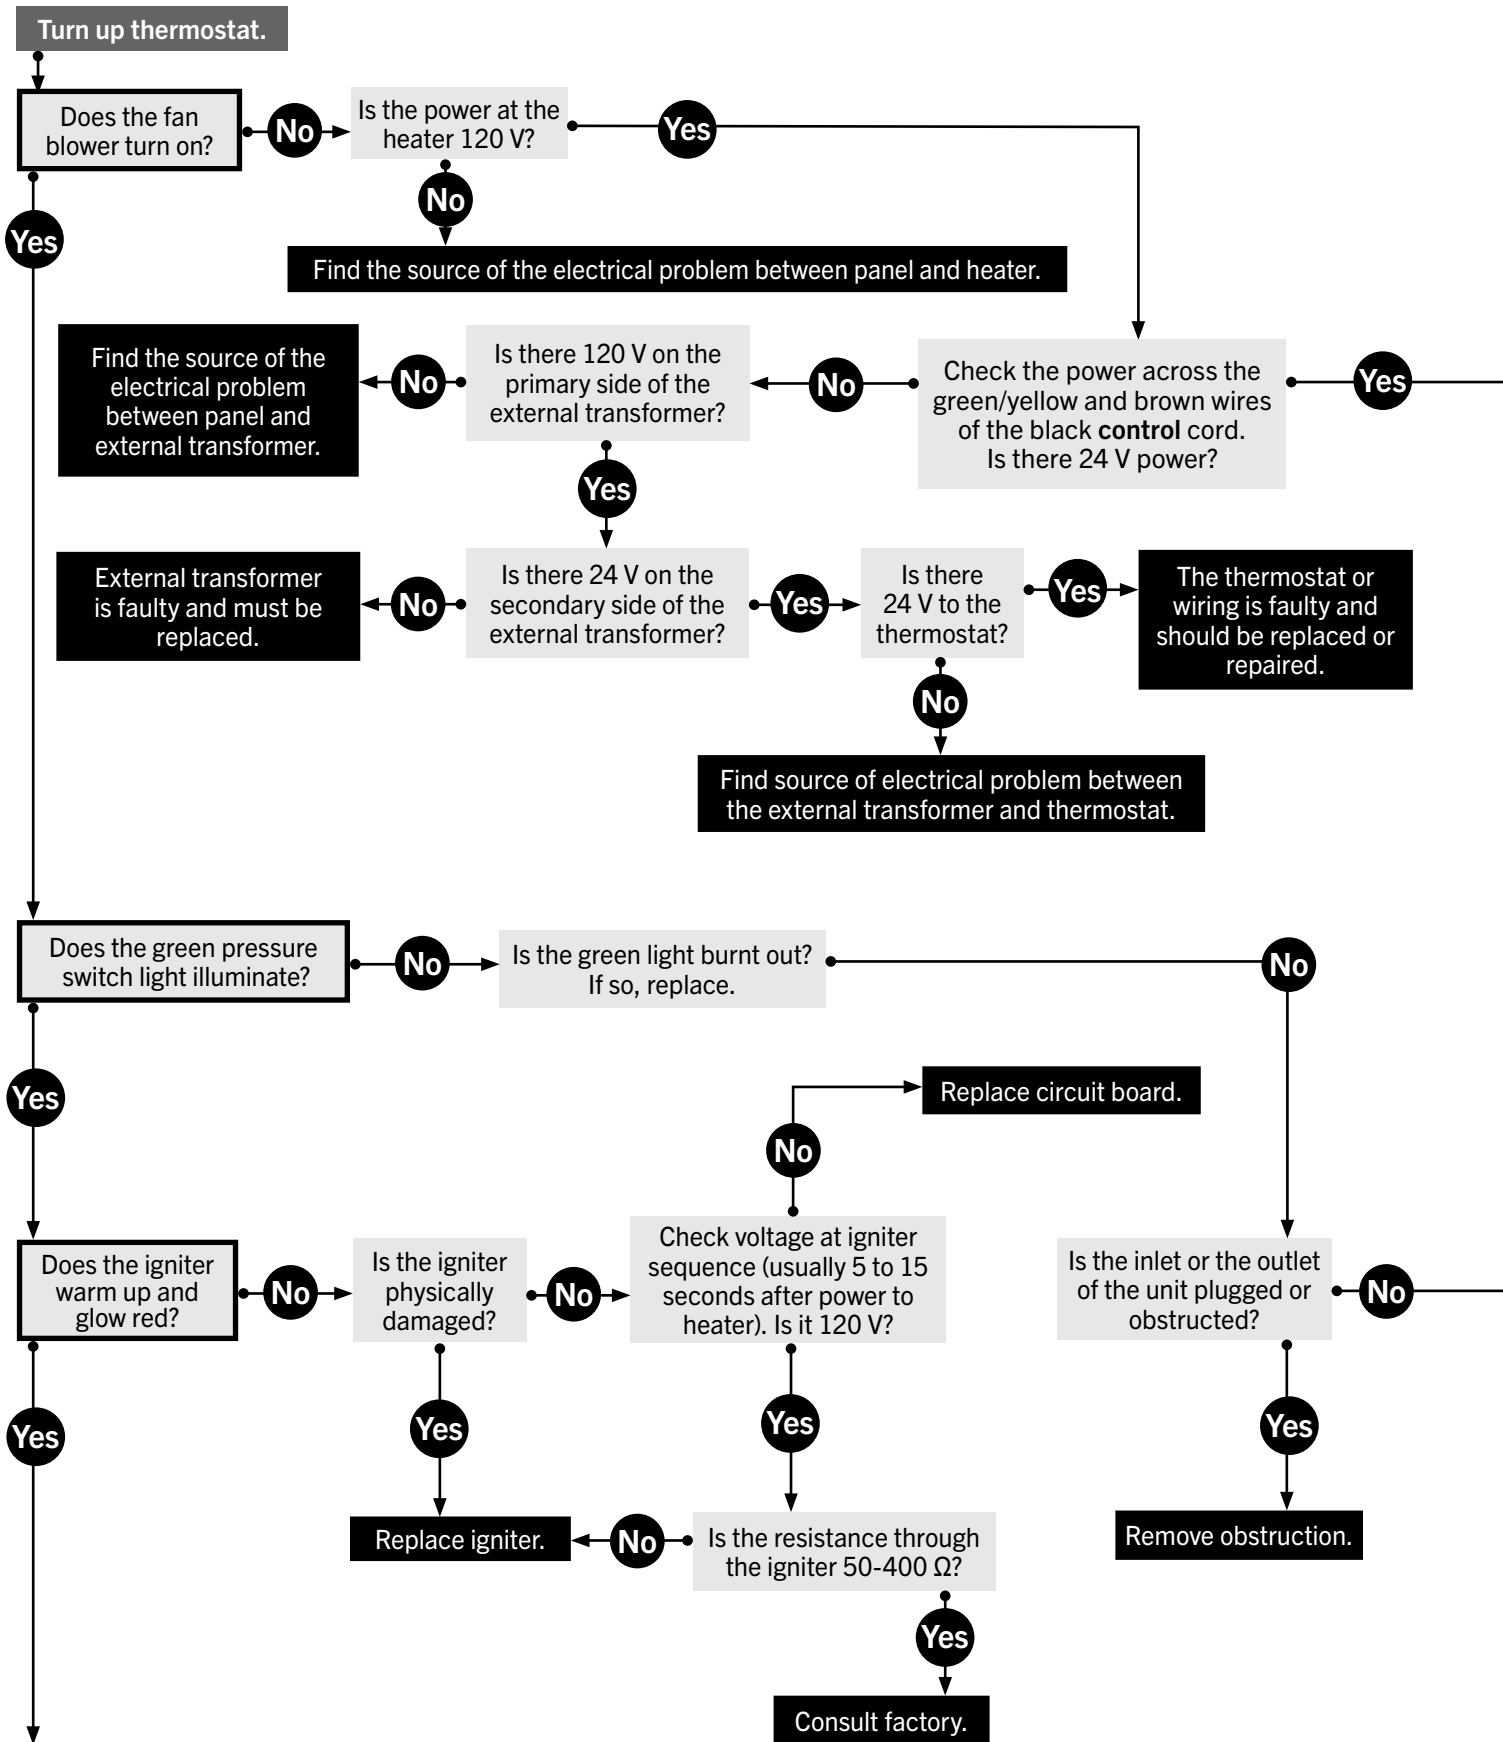 Turn up thermostat.
Does the fan
blower turn on?
No
Is the power at the
heater 120 V?
Yes
No
Yes
Find the source of the electrical problem between panel and heater.
Find the source of the
electrical problem
between panel and
external transformer.
No
Is there 120 V on the
primary side of the
external transformer?
No
Check the power across the
green/yellow and brown wires
of the black control cord.
Is there 24 V power?
Yes
Yes
External transformer
is faulty and must be
replaced.
No
Is there 24 V on the
secondary side of the
external transformer?
Yes
Is there
24 V to the
thermostat?
Yes
The thermostat or
wiring is faulty and
should be replaced or
repaired.
No
Find source of electrical problem between
the external transformer and thermostat.
Does the green pressure
switch light illuminate?
No
Is the green light burnt out?
If so, replace.
No
Yes
Replace circuit board.
No
Does the igniter
warm up and
glow red?
No
Is the igniter
physically
damaged?
No
Check voltage at igniter
sequence (usually 5 to 15
seconds after power to
heater). Is it 120 V?
Is the inlet or the outlet
of the unit plugged or
obstructed?
No
Yes
Yes
Yes
Yes
Replace igniter.
No
Is the resistance through
the igniter 50-400 Ω?
Remove obstruction.
Yes
Consult factory.